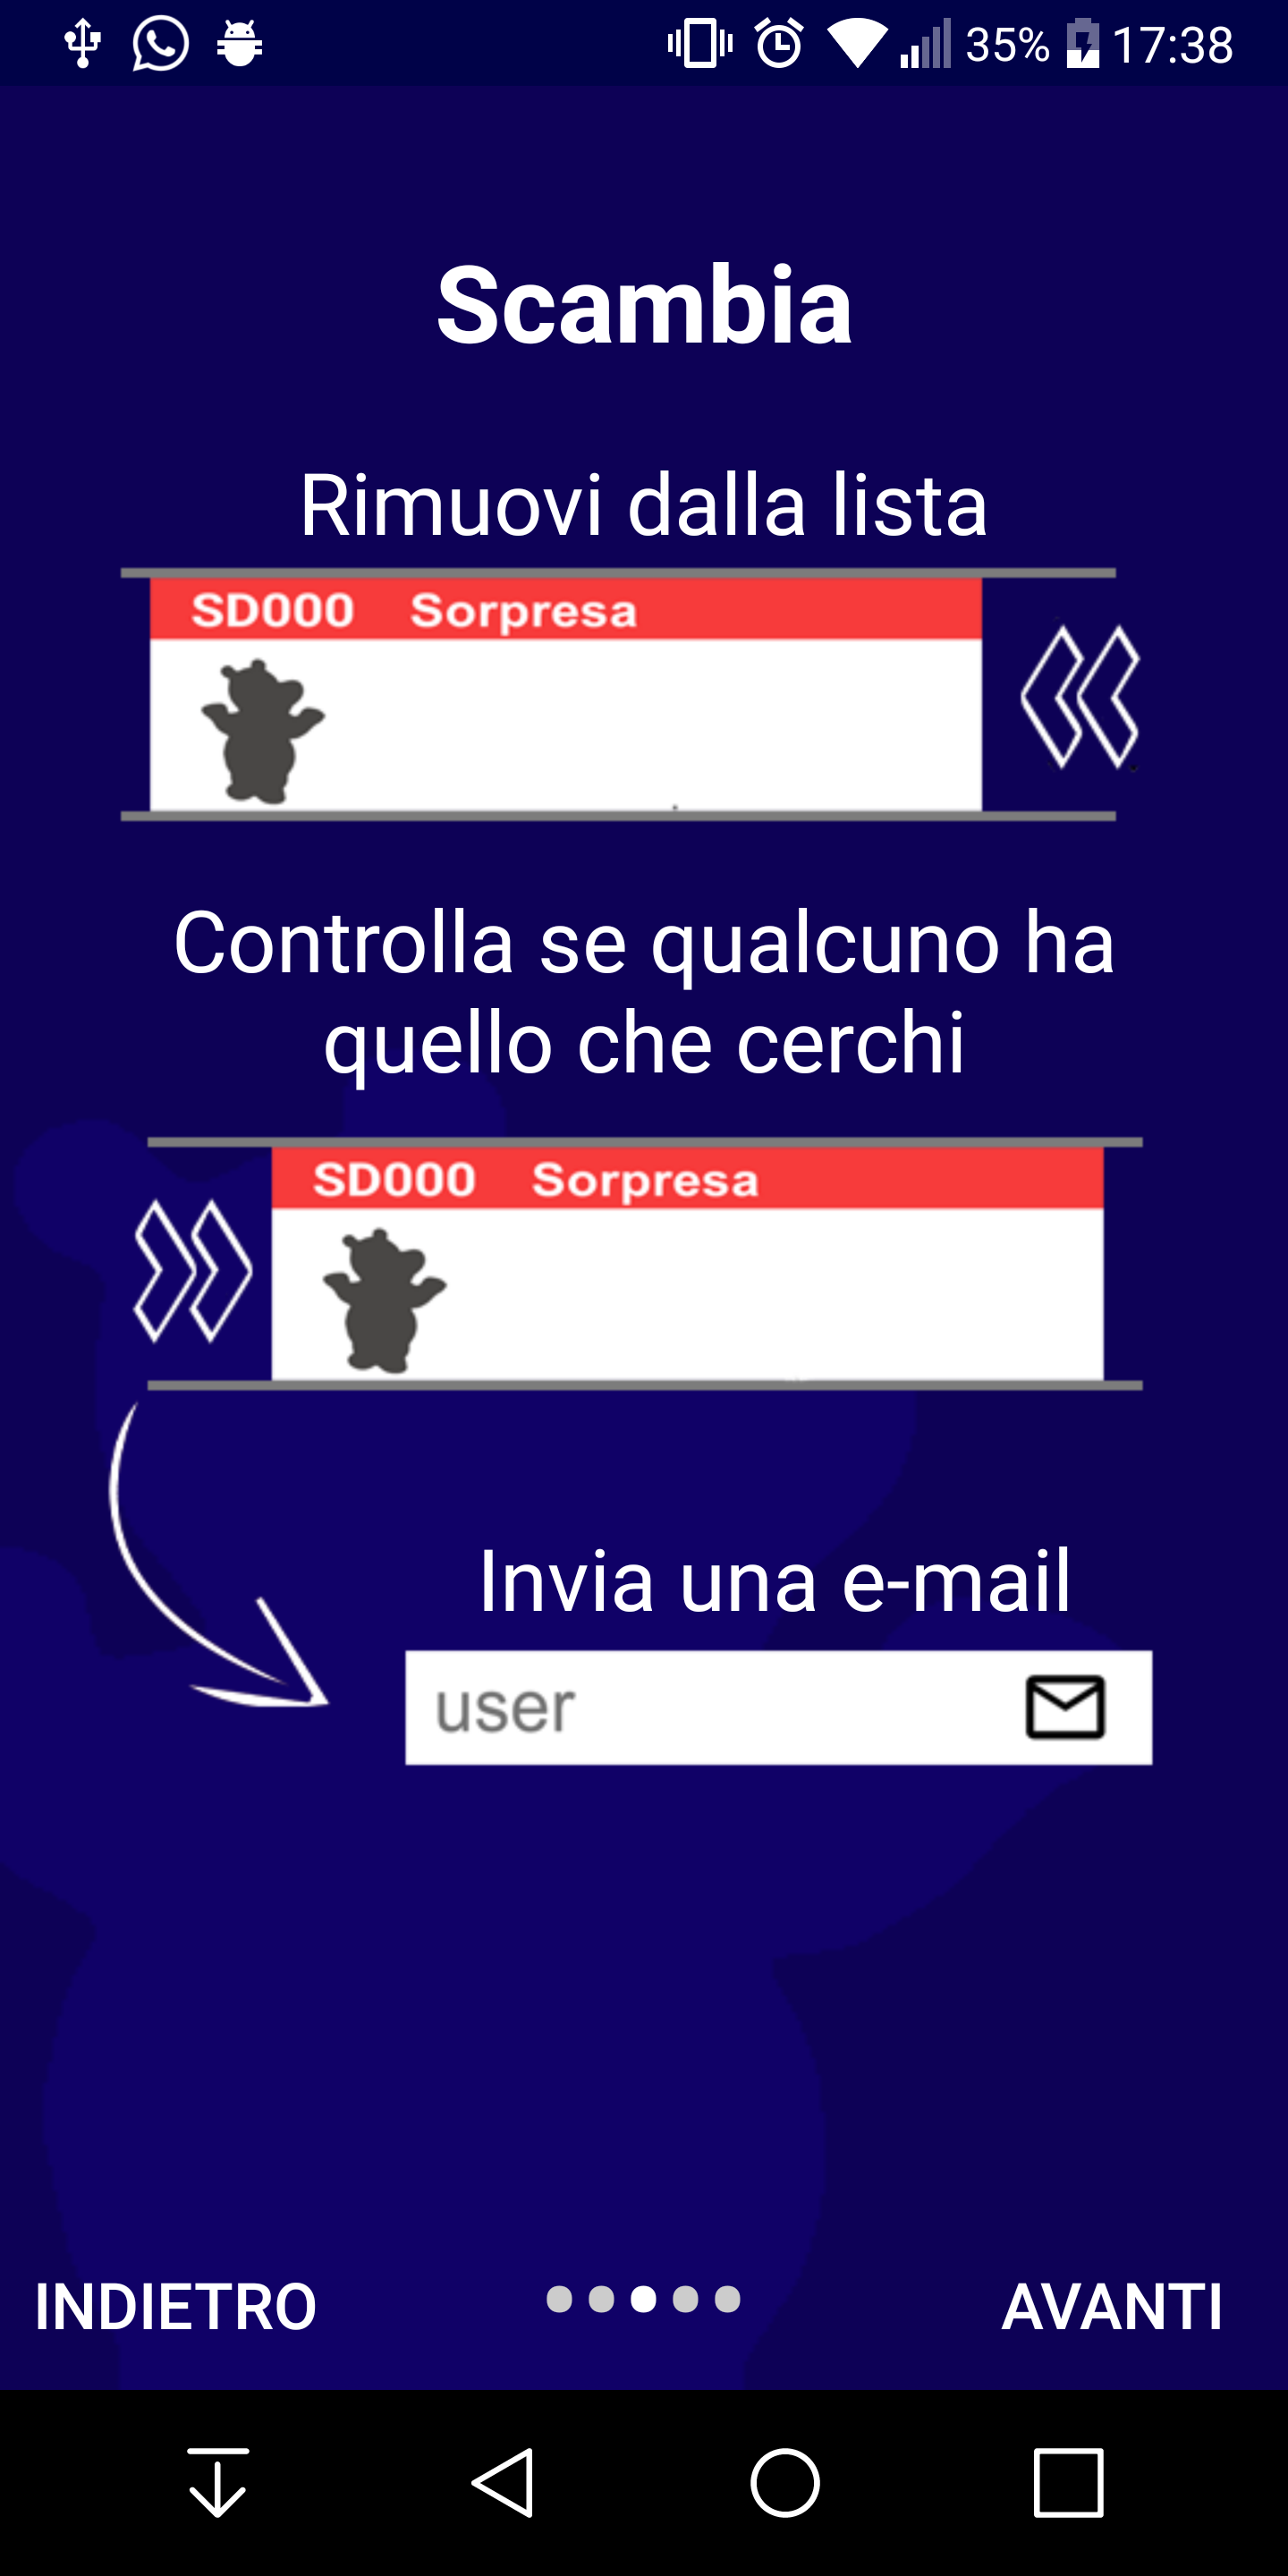 35% 17:38
Scambia
Rimuovi dalla lista
SD000 Sorpresa
Controlla se qualcuno ha
quello che cerchi
SD000 Sorpresa
Invia una e-mail
user
INDIETRO AVANTI